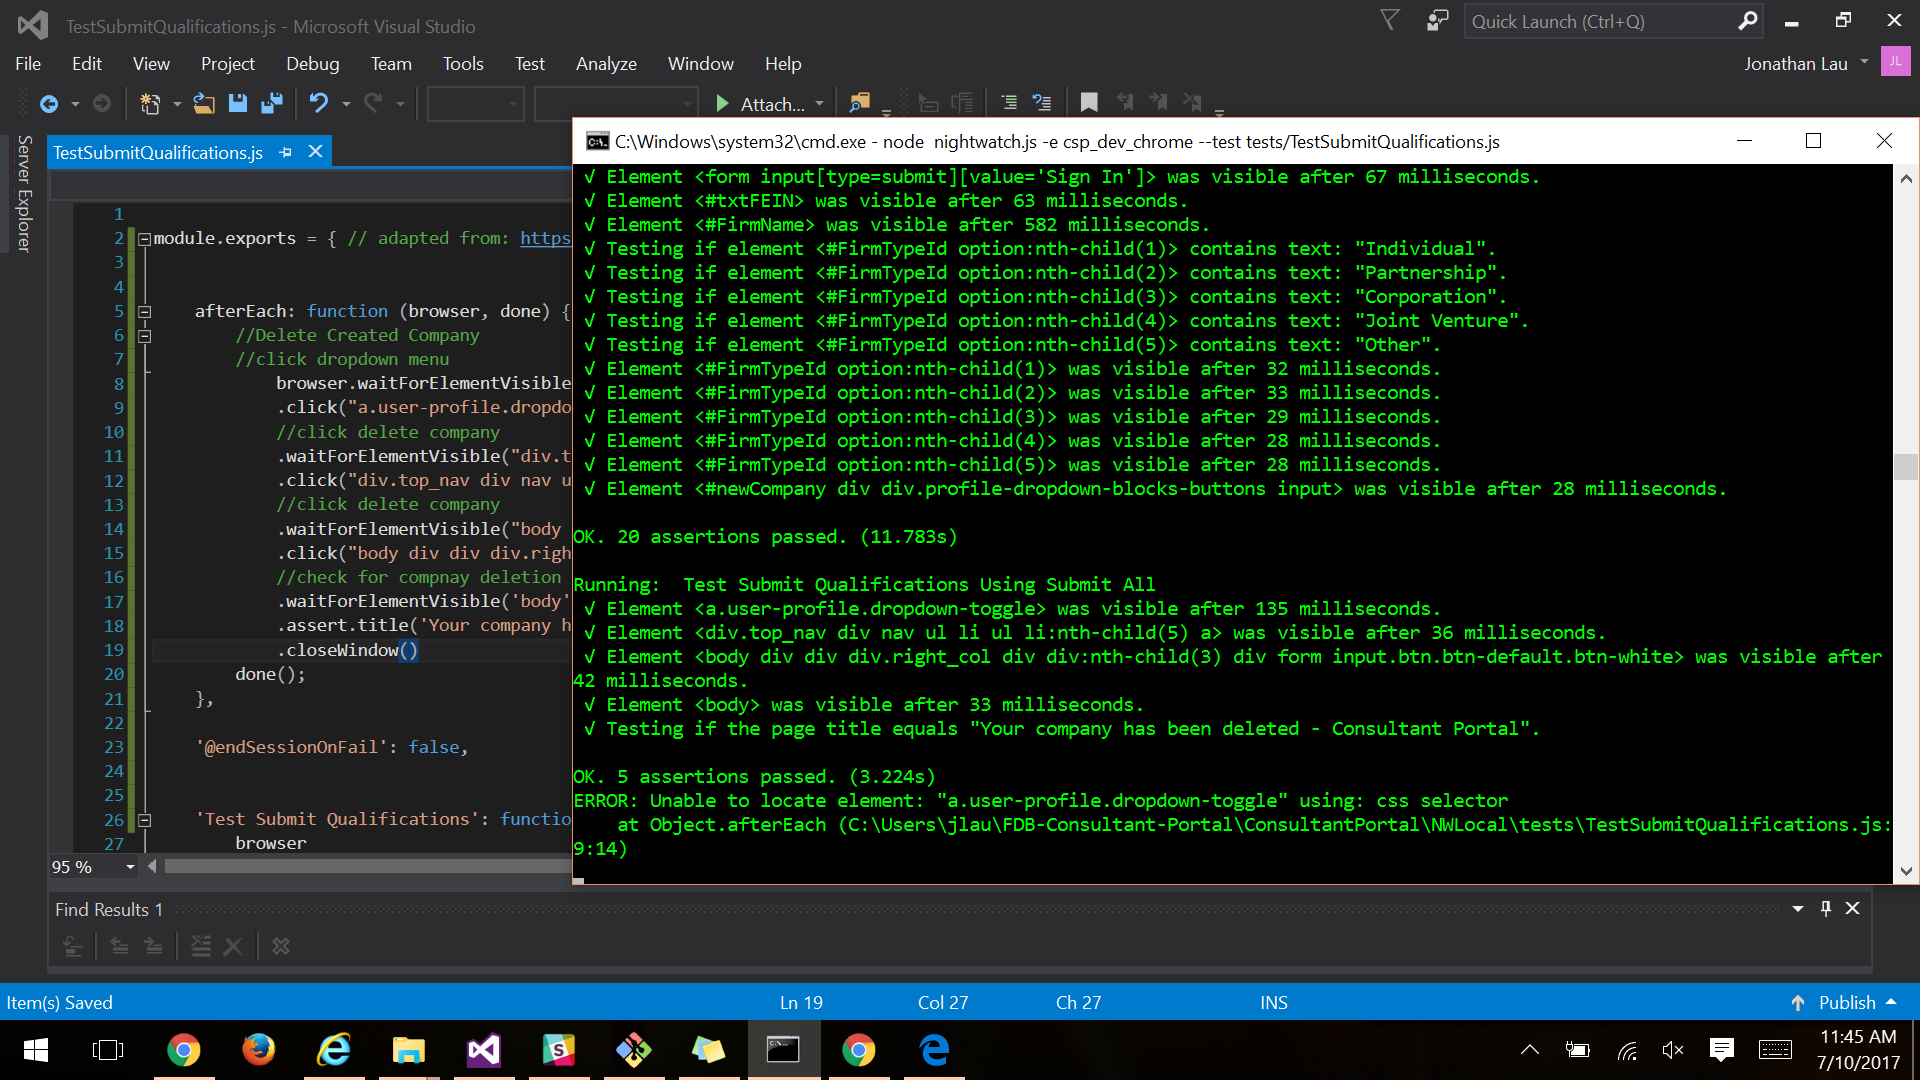 TestSubmitQualifications.js - Microsoft Visual Studio
Quick Launch (Ctrl+Q)
File Edit View Project Debug Team Tools Test Analyze Window Help
Jonathan Lau
JL
Attach...
Server Explorer
TestSubmitQualifications.js
1
2 module.exports = { // adapted from: https
3
4
5 afterEach: function (browser, done) {
6 //Delete Created Company
7 //click dropdown menu
8 browser.waitForElementVisible
9 .click("a.user-profile.dropdo
10 //click delete company
11 .waitForElementVisible("div.t
12 .click("div.top_nav div nav u
13 //click delete company
14 .waitForElementVisible("body
15 .click("body div div div.righ
16 //check for compnay deletion
17 .waitForElementVisible('body'
18 .assert.title('Your company h
19 .closeWindow()
20 done();
21 },
22
23 '@endSessionOnFail': false,
24
25
26 'Test Submit Qualifications': functio
27 browser
95 %
C:\Windows\system32\cmd.exe - node  nightwatch.js -e csp_dev_chrome --test tests/TestSubmitQualifications.js
√ Element <form input[type=submit][value='Sign In']> was visible after 67 milliseconds.
√ Element <#txtFEIN> was visible after 63 milliseconds.
√ Element <#FirmName> was visible after 582 milliseconds.
√ Testing if element <#FirmTypeId option:nth-child(1)> contains text: "Individual".
√ Testing if element <#FirmTypeId option:nth-child(2)> contains text: "Partnership".
√ Testing if element <#FirmTypeId option:nth-child(3)> contains text: "Corporation".
√ Testing if element <#FirmTypeId option:nth-child(4)> contains text: "Joint Venture".
√ Testing if element <#FirmTypeId option:nth-child(5)> contains text: "Other".
√ Element <#FirmTypeId option:nth-child(1)> was visible after 32 milliseconds.
√ Element <#FirmTypeId option:nth-child(2)> was visible after 33 milliseconds.
√ Element <#FirmTypeId option:nth-child(3)> was visible after 29 milliseconds.
√ Element <#FirmTypeId option:nth-child(4)> was visible after 28 milliseconds.
√ Element <#FirmTypeId option:nth-child(5)> was visible after 28 milliseconds.
√ Element <#newCompany div div.profile-dropdown-blocks-buttons input> was visible after 28 milliseconds.
OK. 20 assertions passed. (11.783s)
Running:  Test Submit Qualifications Using Submit All
√ Element <a.user-profile.dropdown-toggle> was visible after 135 milliseconds.
√ Element <div.top_nav div nav ul li ul li:nth-child(5) a> was visible after 36 milliseconds.
√ Element <body div div div.right_col div div:nth-child(3) div form input.btn.btn-default.btn-white> was visible after
42 milliseconds.
√ Element <body> was visible after 33 milliseconds.
√ Testing if the page title equals "Your company has been deleted - Consultant Portal".
OK. 5 assertions passed. (3.224s)
ERROR: Unable to locate element: "a.user-profile.dropdown-toggle" using: css selector
at Object.afterEach (C:\Users\jlau\FDB-Consultant-Portal\ConsultantPortal\NWLocal\tests\TestSubmitQualifications.js:
9:14)
Find Results 1
Item(s) Saved
Ln 19 Col 27 Ch 27 INS
Publish
11:45 AM
7/10/2017